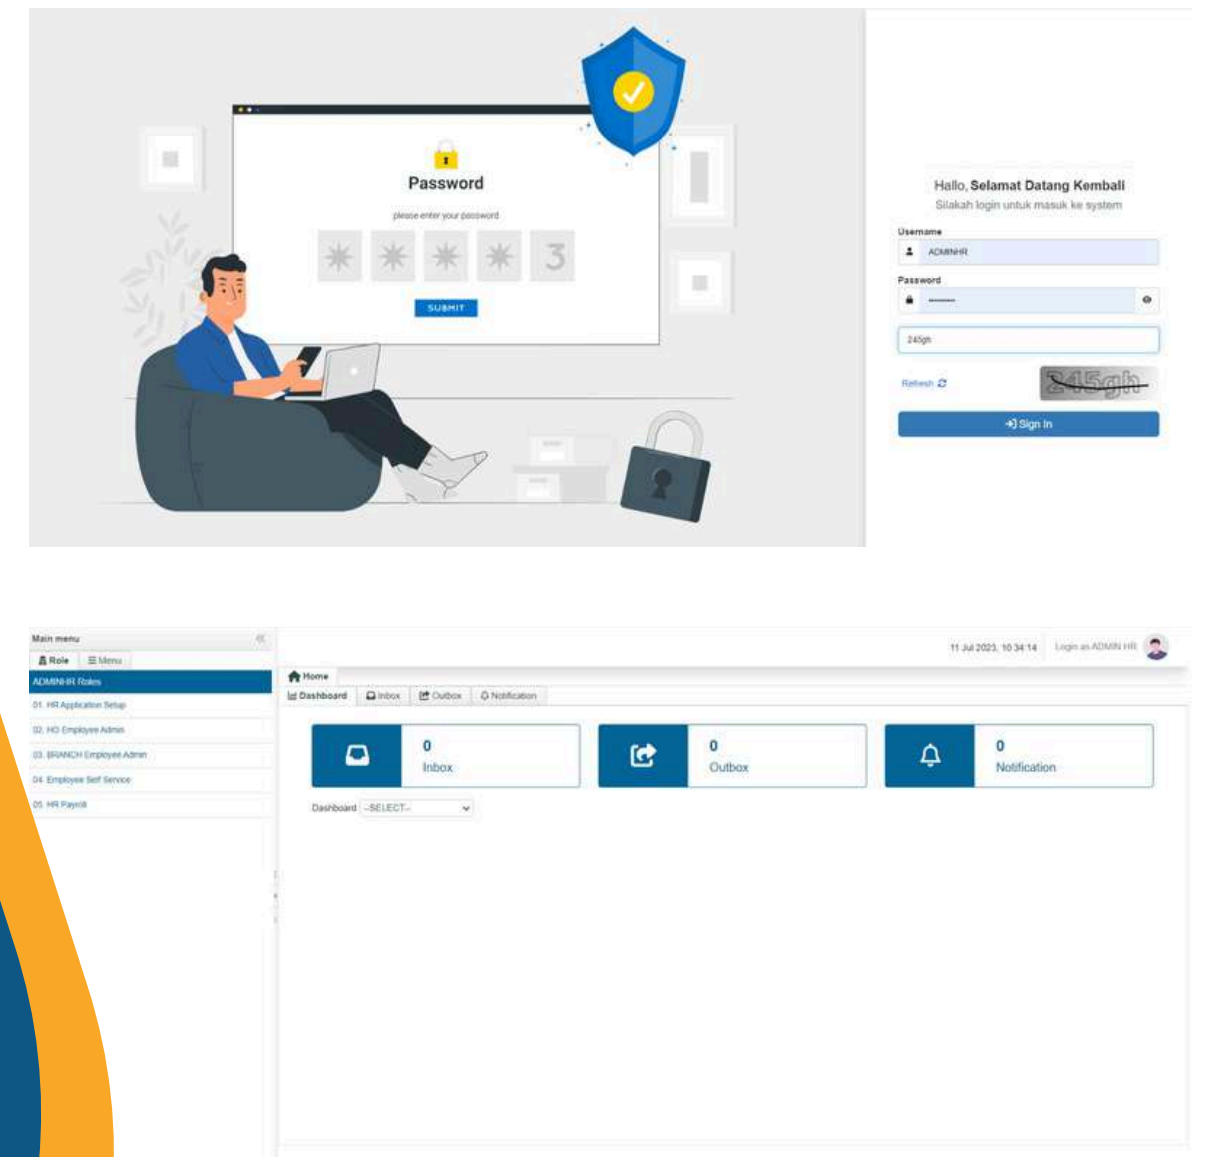 Password
please enter your password
3
SUBMIT
Hallo, Selamat Datang Kembali
Silakah login untuk masuk ke system
Username
ADMINHR
Password
245gh
Refresh
245gh
Sign In
Main menu
Role Menu
ADMINHR Roles
01. HR Application Setup
02. HO Employee Admin
03. BRANCH Employee Admin
04. Employee Self Service
05. HR Payroll
11 Jul 2023, 10:34:14 Login as ADMIN HR
Home
Dashboard Inbox Outbox Notification
0
Inbox
0
Outbox
0
Notification
Dashboard --SELECT--